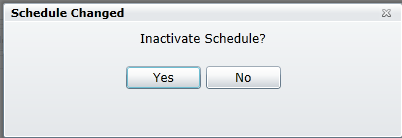 Schedule Changed
Inactivate Schedule?
Yes No